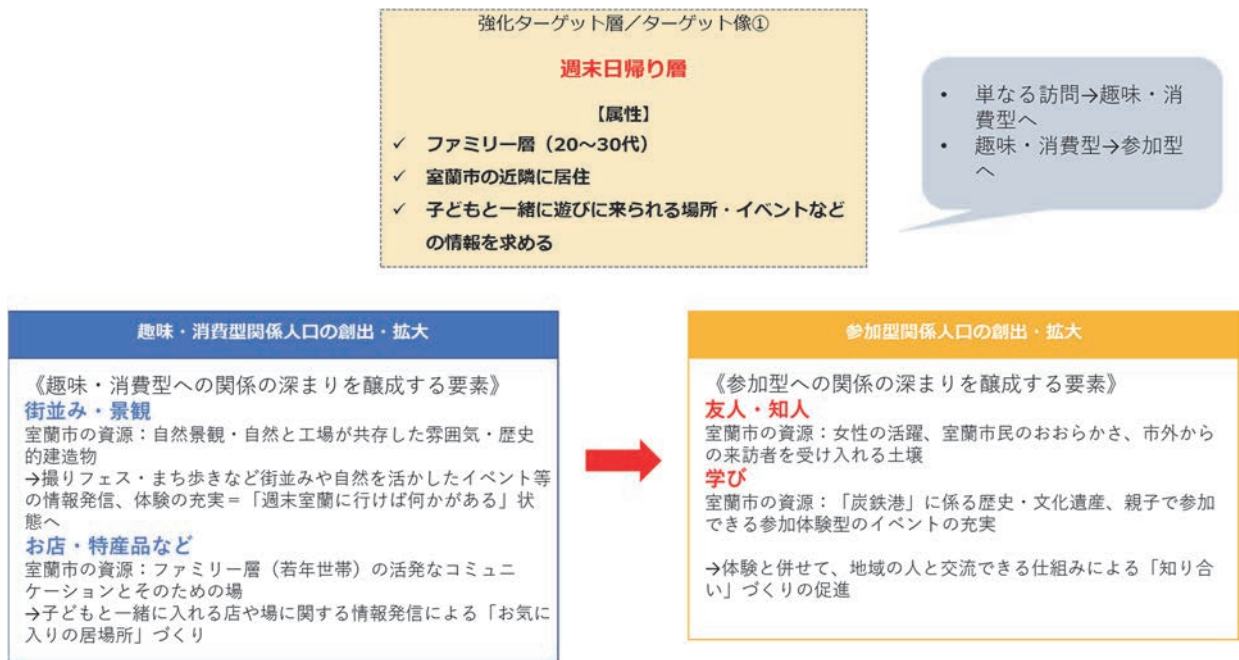 強化ターゲット層／ターゲット像①
週末日帰り層
【属性】
✓ ファミリー層（20～30代）
✓ 室蘭市の近隣に居住
✓ 子どもと一緒に遊びに来られる場所・イベントなど
の情報を求める
• 単なる訪問→趣味・消
費型へ
• 趣味・消費型→参加型
へ
趣味・消費型関係人口の創出・拡大
《趣味・消費型への関係の深まりを醸成する要素》
街並み・景観
室蘭市の資源：自然景観・自然と工場が共存した雰囲気・歴史
的建造物
→撮りフェス・まち歩きなど街並みや自然を活かしたイベント等
の情報発信、体験の充実＝「週末室蘭に行けば何かがある」状
態へ
お店・特産品など
室蘭市の資源：ファミリー層（若年世帯）の活発なコミュニ
ケーションとそのための場
→子どもと一緒に入れる店や場に関する情報発信による「お気に
入りの居場所」づくり
参加型関係人口の創出・拡大
《参加型への関係の深まりを醸成する要素》
友人・知人
室蘭市の資源：女性の活躍、室蘭市民のおおらかさ、市外から
の来訪者を受け入れる土壌
学び
室蘭市の資源：「炭鉄港」に係る歴史・文化遺産、親子で参加
できる参加体験型のイベントの充実
→体験と併せて、地域の人と交流できる仕組みによる「知り合
い」づくりの促進